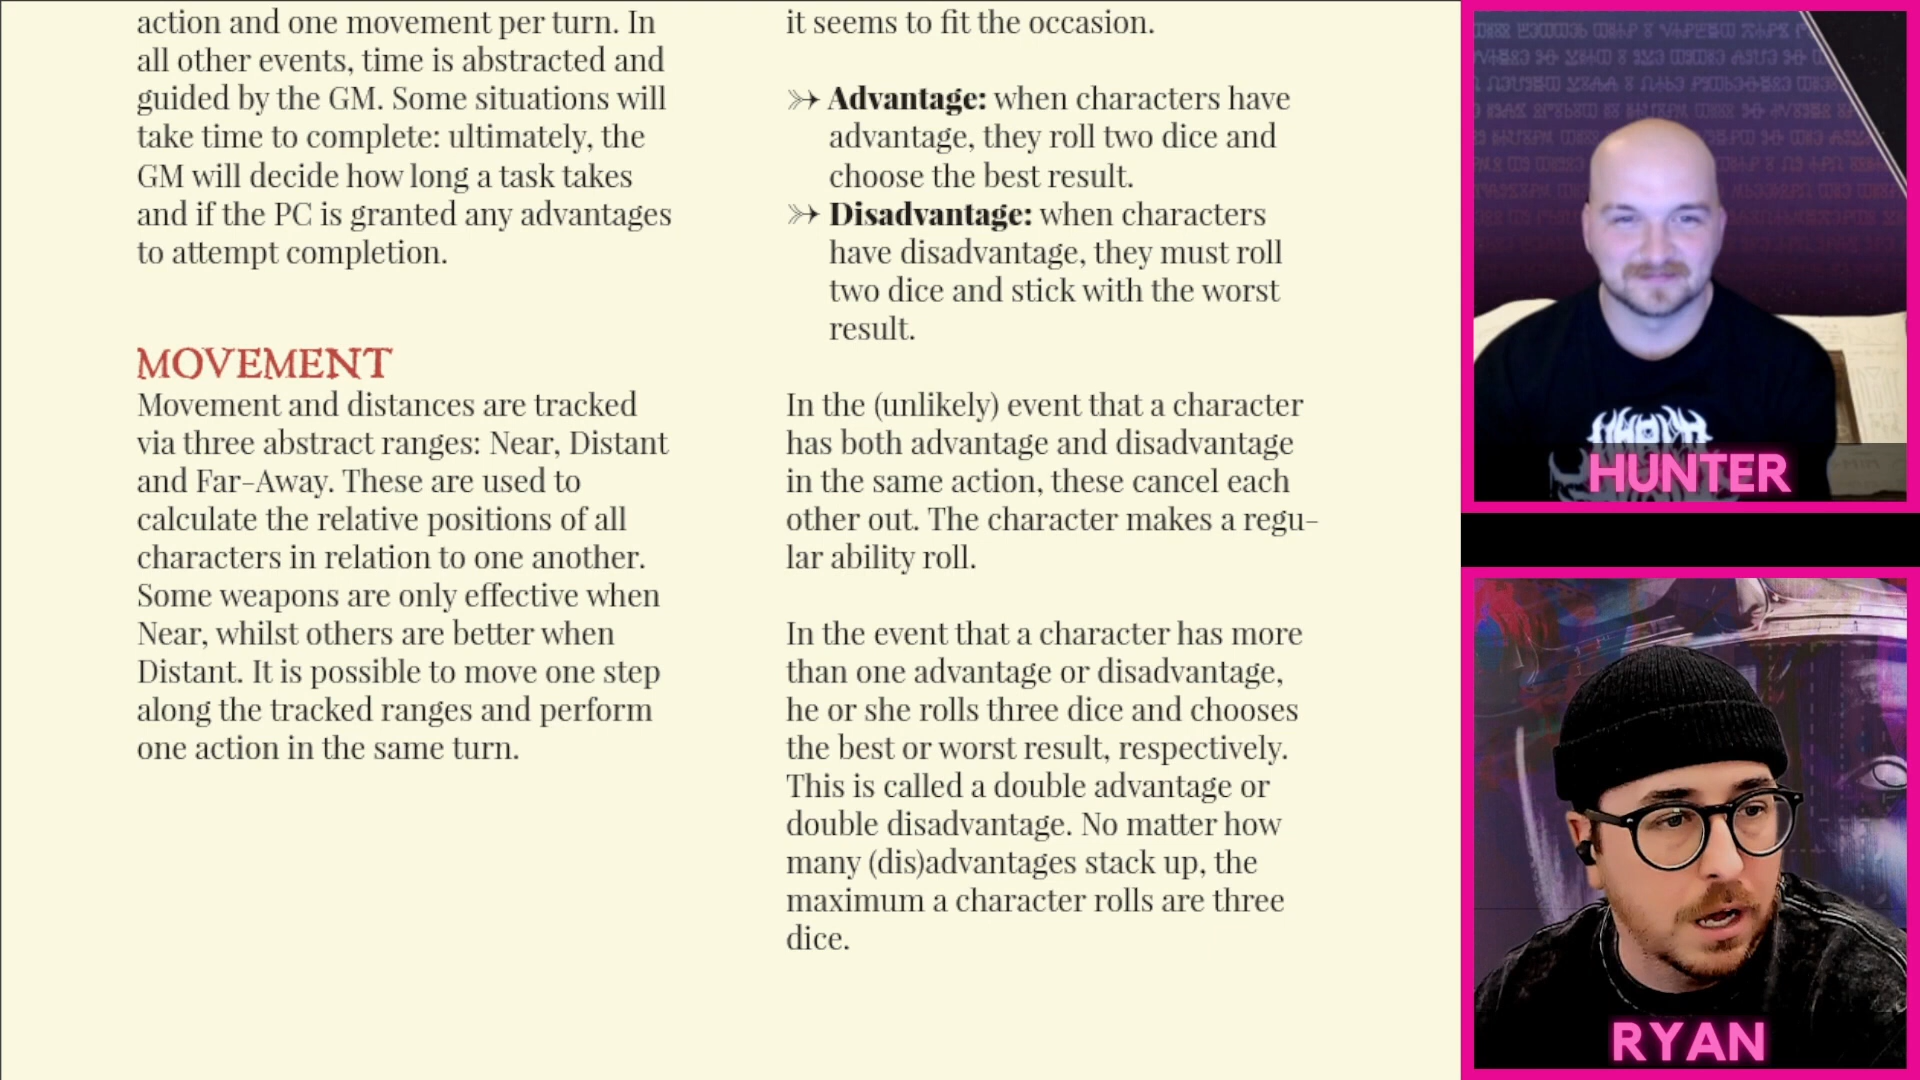 action and one movement per turn. In
all other events, time is abstracted and
guided by the GM. Some situations will
take time to complete: ultimately, the
GM will decide how long a task takes
and if the PC is granted any advantages
to attempt completion.
MOVEMENT
Movement and distances are tracked
via three abstract ranges: Near, Distant
and Far-Away. These are used to
calculate the relative positions of all
characters in relation to one another.
Some weapons are only effective when
Near, whilst others are better when
Distant. It is possible to move one step
along the tracked ranges and perform
one action in the same turn.
it seems to fit the occasion.
Advantage: when characters have
advantage, they roll two dice and
choose the best result.
Disadvantage: when characters
have disadvantage, they must roll
two dice and stick with the worst
result.
In the (unlikely) event that a character
has both advantage and disadvantage
in the same action, these cancel each
other out. The character makes a regu-
lar ability roll.
In the event that a character has more
than one advantage or disadvantage,
he or she rolls three dice and chooses
the best or worst result, respectively.
This is called a double advantage or
double disadvantage. No matter how
many (dis)advantages stack up, the
maximum a character rolls are three
dice.
HUNTER
RYAN